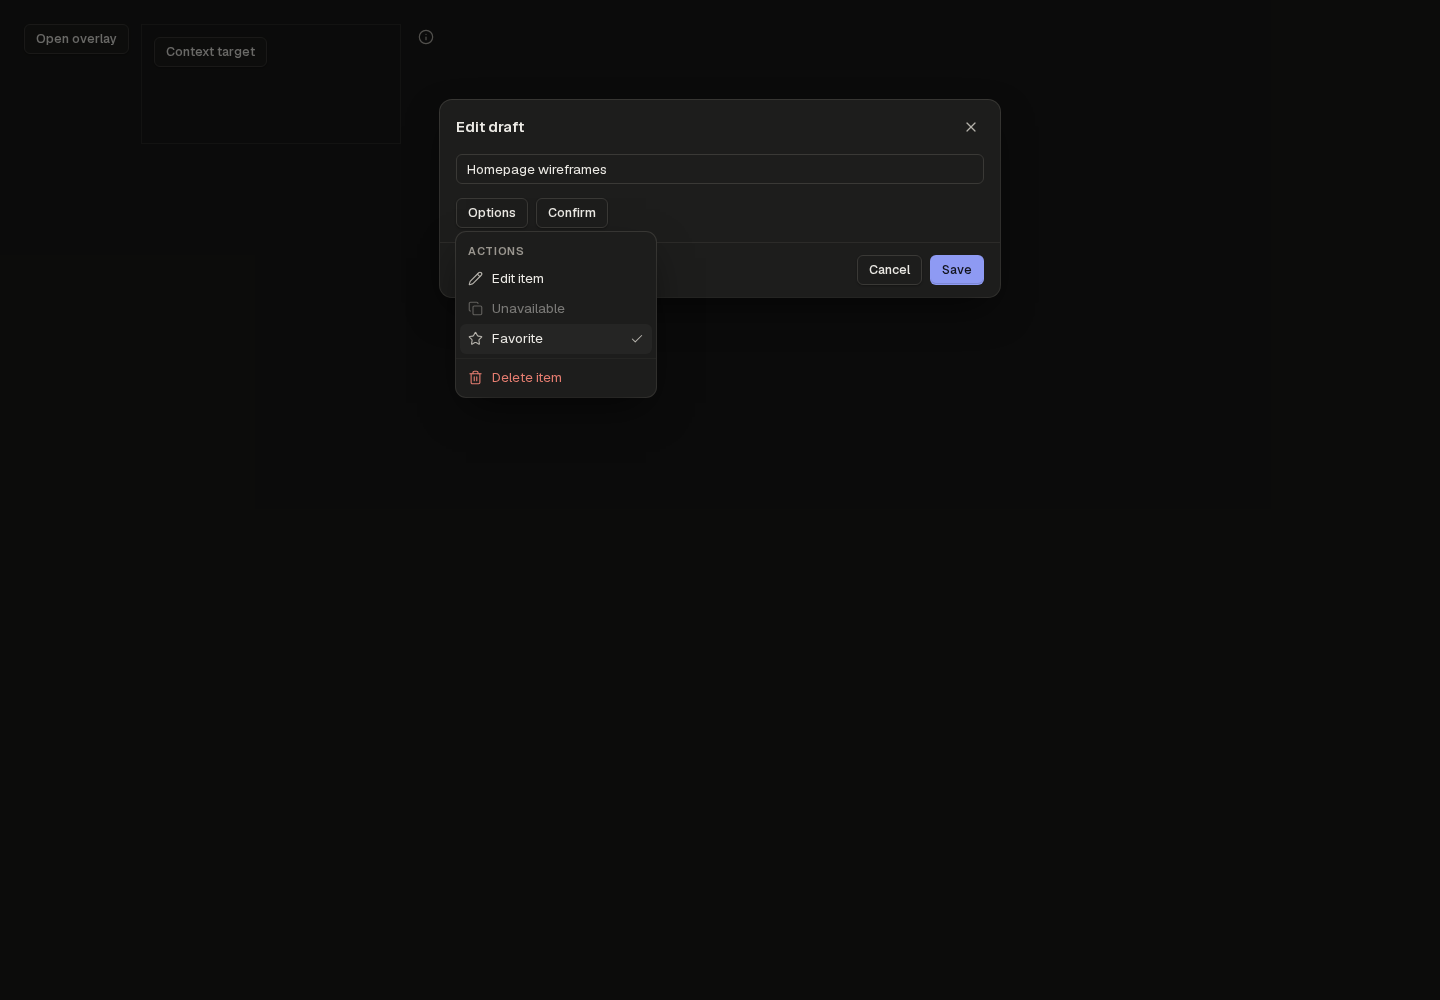 Open overlay
Context target
Edit draft
Homepage wireframes
Options
Confirm
ACTIONS
Edit item
Unavailable
Favorite
Delete item
Cancel
Save